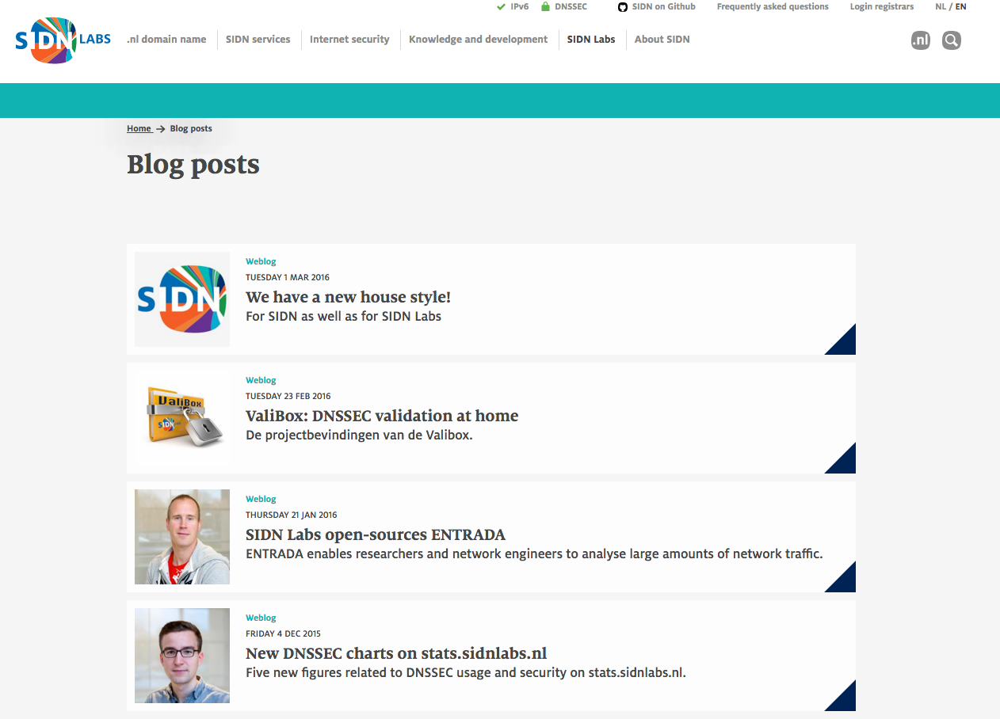 IPv6 DNSSEC SIDN on Github Frequently asked questions Login registrars NL / EN
SIDN LABS
.nl domain name SIDN services Internet security Knowledge and development SIDN Labs About SIDN
.nl
Home → Blog posts
Blog posts
SIDN
Weblog
TUESDAY 1 MAR 2016
We have a new house style!
For SIDN as well as for SIDN Labs
ValiBox
SIDN
Weblog
TUESDAY 23 FEB 2016
ValiBox: DNSSEC validation at home
De projectbevindingen van de Valibox.
Weblog
THURSDAY 21 JAN 2016
SIDN Labs open-sources ENTRADA
ENTRADA enables researchers and network engineers to analyse large amounts of network traffic.
Weblog
FRIDAY 4 DEC 2015
New DNSSEC charts on stats.sidnlabs.nl
Five new figures related to DNSSEC usage and security on stats.sidnlabs.nl.